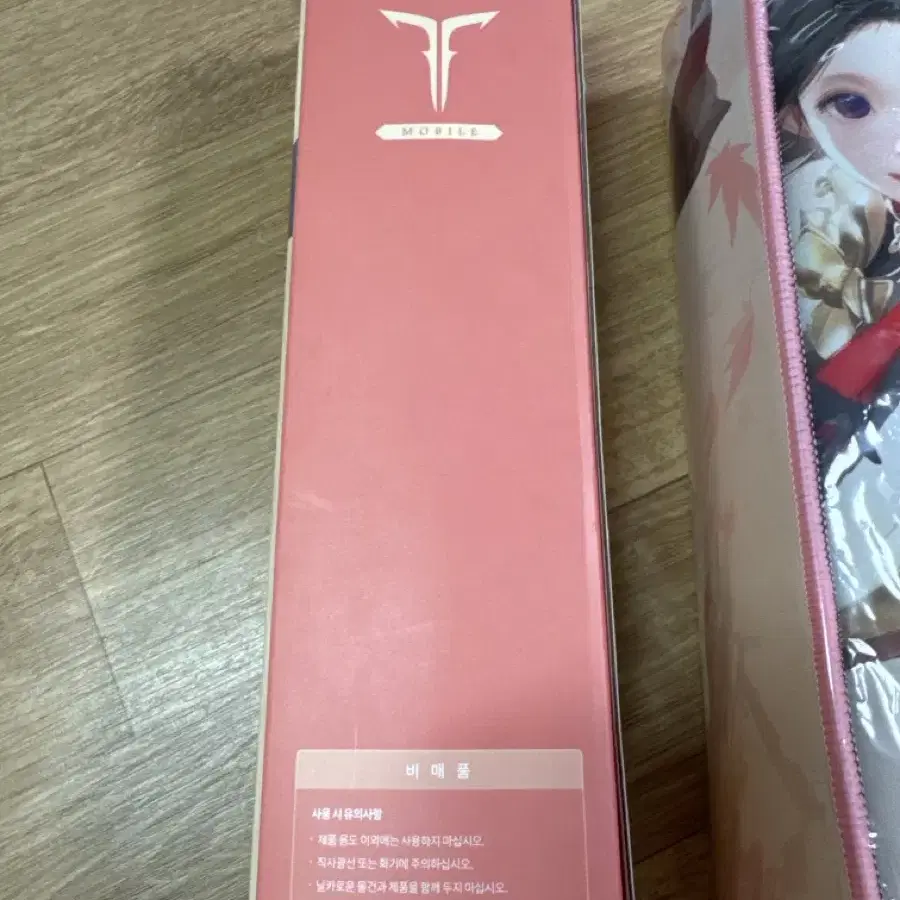 MOBILE
비매품
사용 시 유의사항
· 제품 용도 이외에는 사용하지 마십시오.
· 직사광선 또는 화기에 주의하십시오.
· 날카로운 물건과 제품을 함께 두지 마십시오.